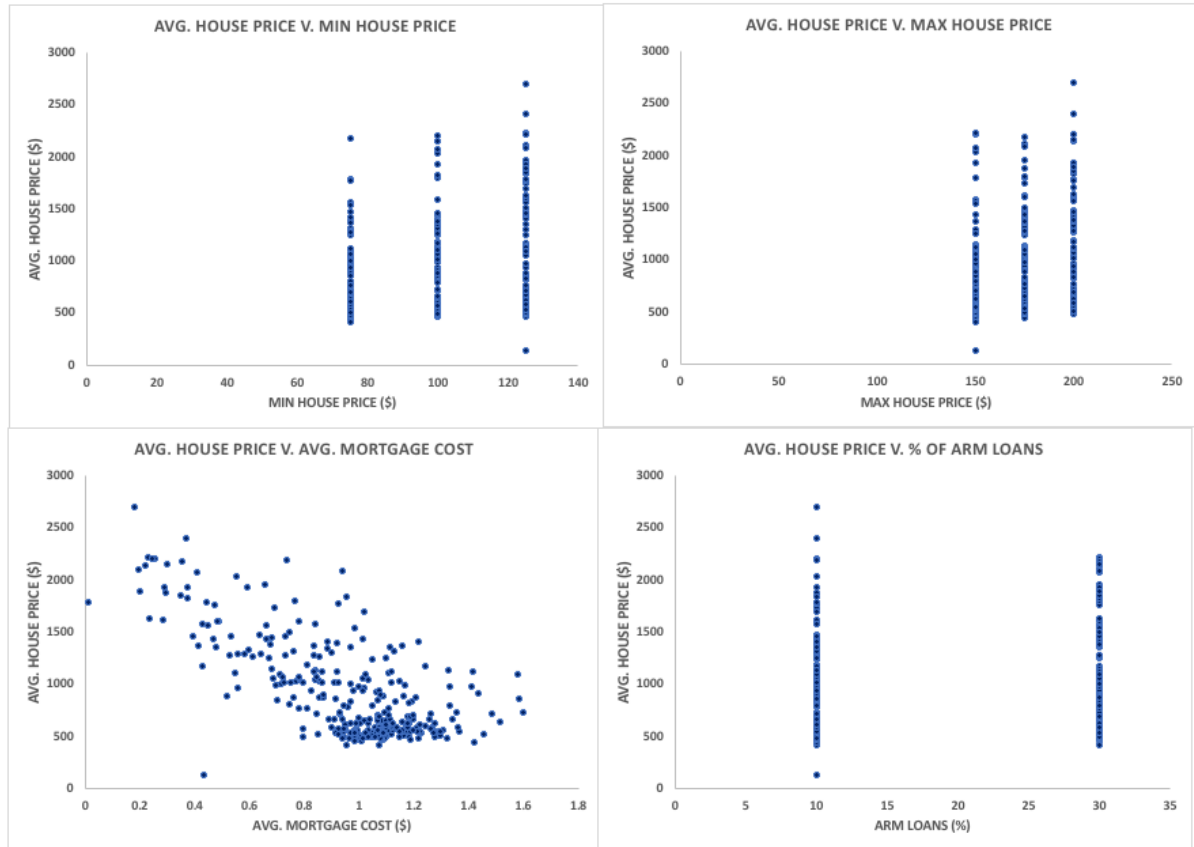 AVG. HOUSE PRICE V. MIN HOUSE PRICE
AVG. HOUSE PRICE ($)
3000
2500
2000
1500
1000
500
0
0 20 40 60 80 100 120 140
MIN HOUSE PRICE ($)
AVG. HOUSE PRICE V. MAX HOUSE PRICE
AVG. HOUSE PRICE ($)
3000
2500
2000
1500
1000
500
0
0 50 100 150 200 250
MAX HOUSE PRICE ($)
AVG. HOUSE PRICE V. AVG. MORTGAGE COST
AVG. HOUSE PRICE ($)
3000
2500
2000
1500
1000
500
0
0 0.2 0.4 0.6 0.8 1 1.2 1.4 1.6 1.8
AVG. MORTGAGE COST ($)
AVG. HOUSE PRICE V. % OF ARM LOANS
AVG. HOUSE PRICE ($)
3000
2500
2000
1500
1000
500
0
0 5 10 15 20 25 30 35
ARM LOANS (%)